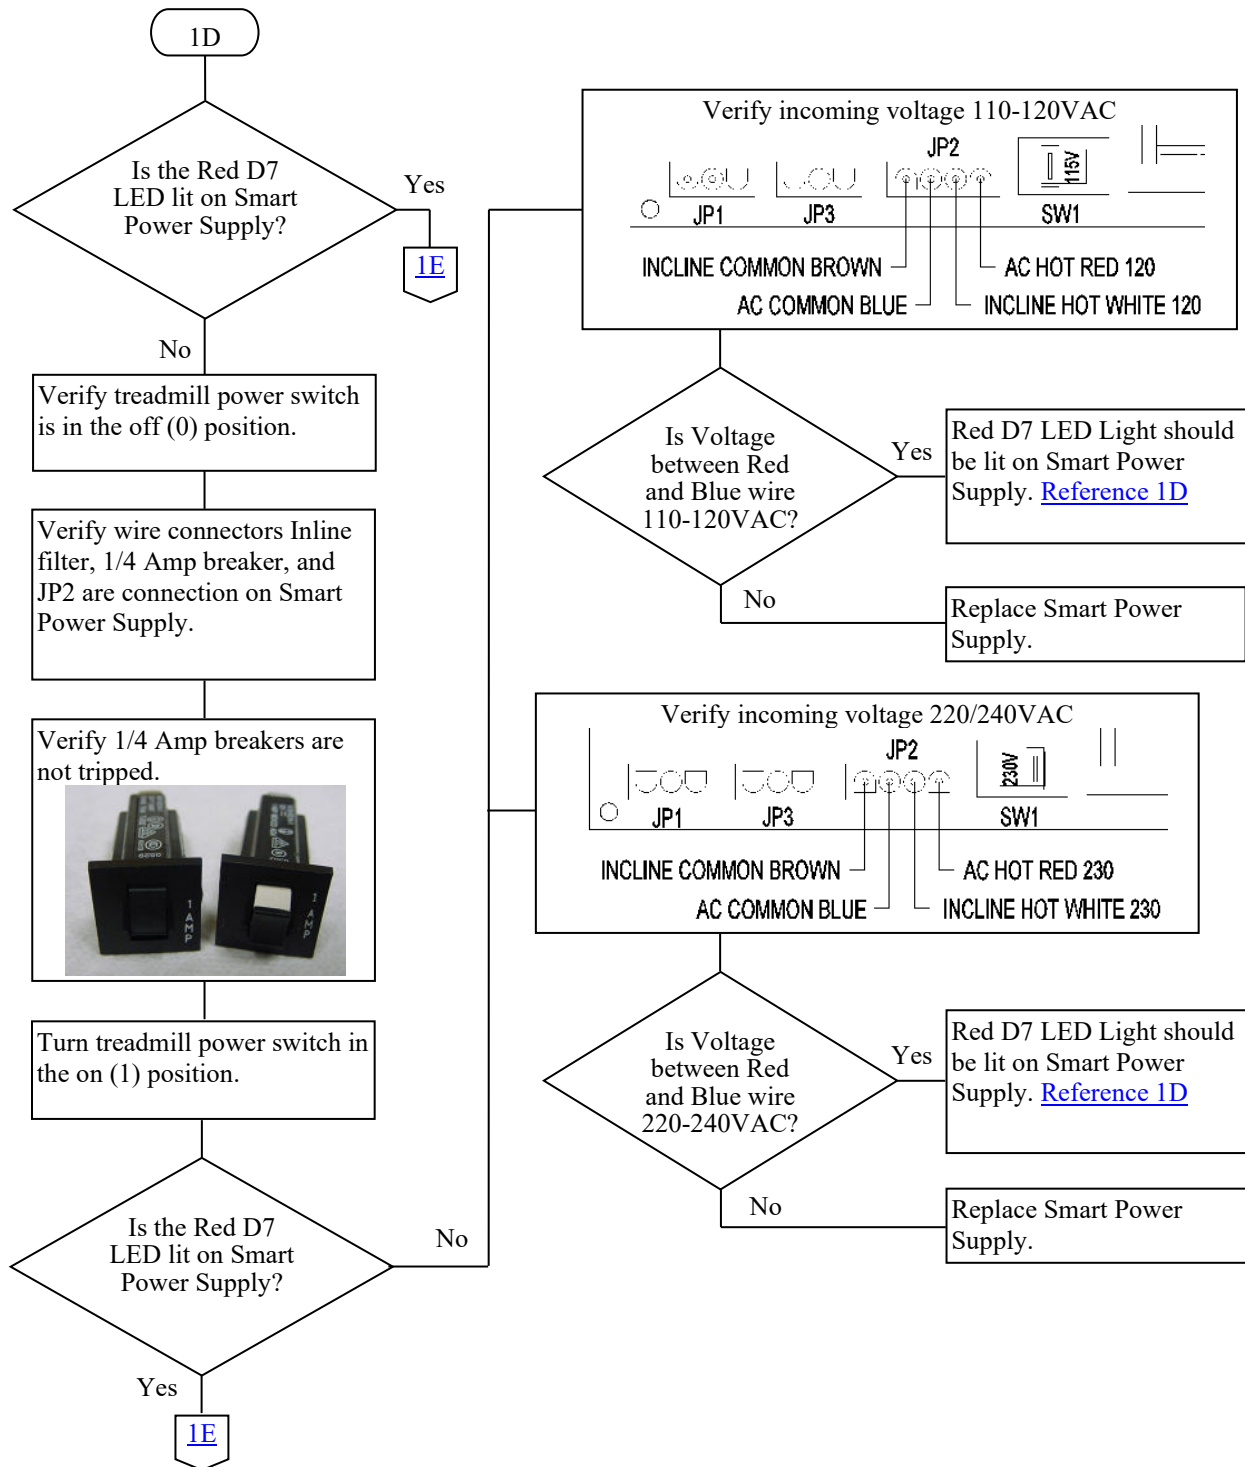 1D
Is the Red D7
LED lit on Smart
Power Supply?
Yes
1E
No
Verify treadmill power switch
is in the off (0) position.
Verify wire connectors Inline
filter, 1/4 Amp breaker, and
JP2 are connection on Smart
Power Supply.
Verify 1/4 Amp breakers are
not tripped.
1 AMP
1 AMP
Turn treadmill power switch in
the on (1) position.
Is the Red D7
LED lit on Smart
Power Supply?
No
Yes
1E
Verify incoming voltage 110-120VAC
JP2
115V
JP1
JP3
SW1
INCLINE COMMON BROWN
AC HOT RED 120
AC COMMON BLUE
INCLINE HOT WHITE 120
Is Voltage
between Red
and Blue wire
110-120VAC?
Yes
Red D7 LED Light should
be lit on Smart Power
Supply. Reference 1D
No
Replace Smart Power
Supply.
Verify incoming voltage 220/240VAC
JP2
230V
JP1
JP3
SW1
INCLINE COMMON BROWN
AC HOT RED 230
AC COMMON BLUE
INCLINE HOT WHITE 230
Is Voltage
between Red
and Blue wire
220-240VAC?
Yes
Red D7 LED Light should
be lit on Smart Power
Supply. Reference 1D
No
Replace Smart Power
Supply.